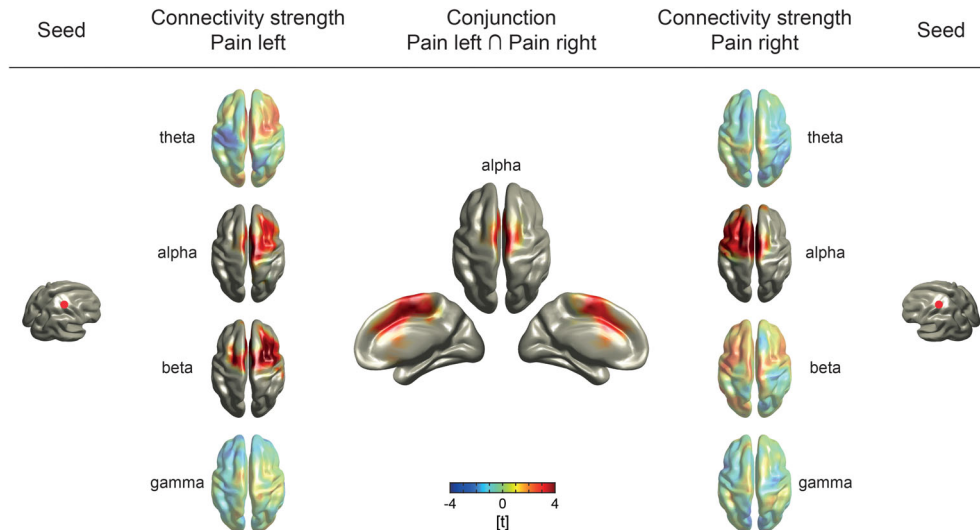 Seed
Connectivity strength
Pain left
Conjunction
Pain left ∩ Pain right
Connectivity strength
Pain right
Seed
theta
alpha
beta
gamma
alpha
theta
alpha
beta
gamma
-4 0 4
[t]